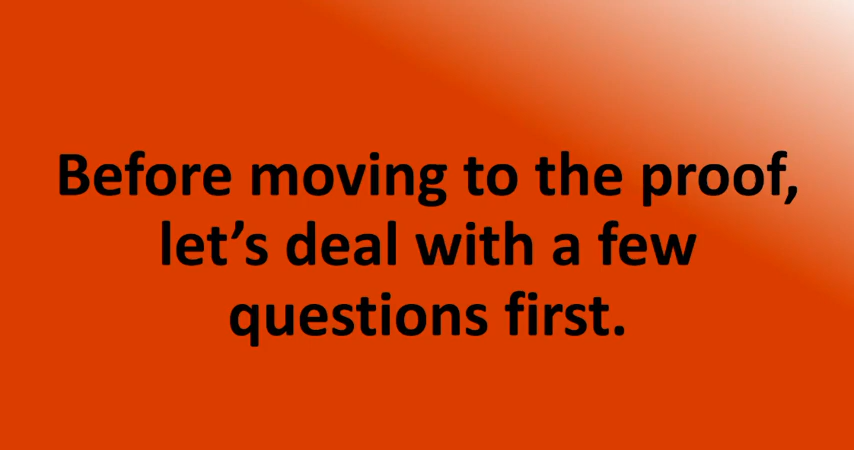 Before moving to the proof,
let’s deal with a few
questions first.